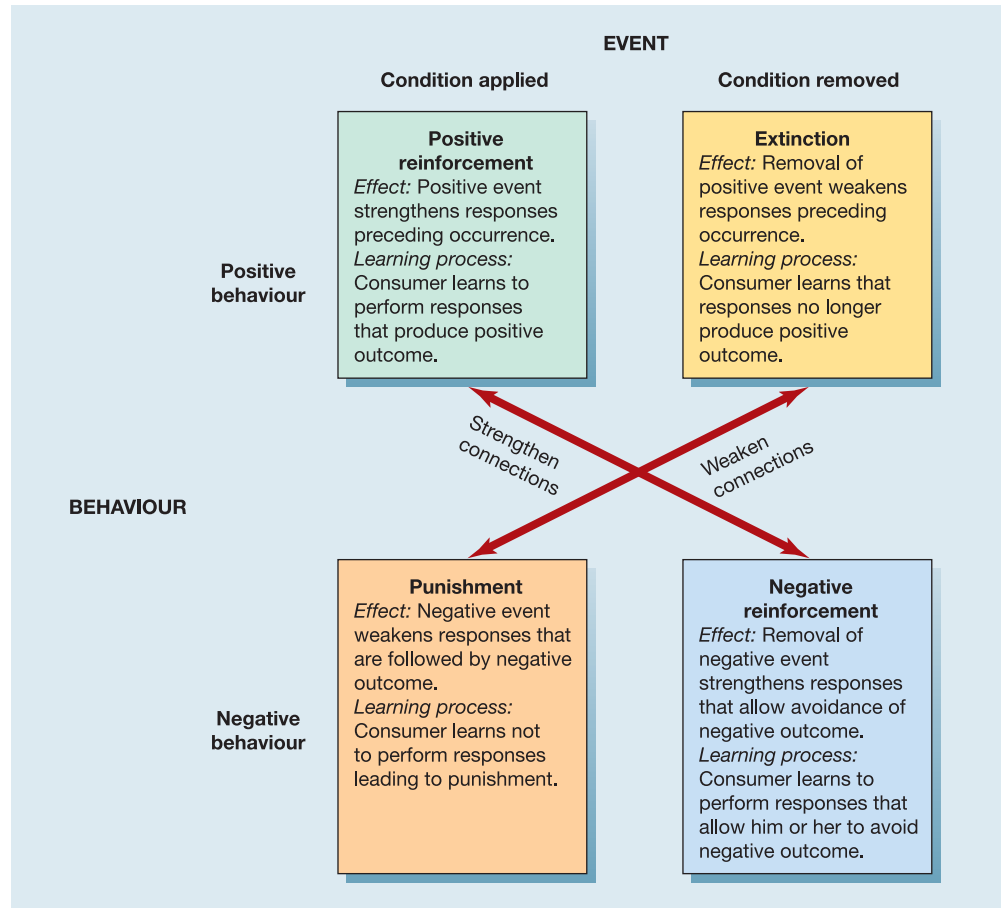 EVENT
Condition applied
Condition removed
Positive
reinforcement
Effect: Positive event
strengthens responses
preceding occurrence.
Learning process:
Consumer learns to
perform responses
that produce positive
outcome.
Extinction
Effect: Removal of
positive event weakens
responses preceding
occurrence.
Learning process:
Consumer learns that
responses no longer
produce positive
outcome.
Positive
behaviour
Strengthen
connections
Weaken
connections
BEHAVIOUR
Punishment
Effect: Negative event
weakens responses that
are followed by negative
outcome.
Learning process:
Consumer learns not
to perform responses
leading to punishment.
Negative
reinforcement
Effect: Removal of
negative event
strengthens responses
that allow avoidance of
negative outcome.
Learning process:
Consumer learns to
perform responses that
allow him or her to avoid
negative outcome.
Negative
behaviour